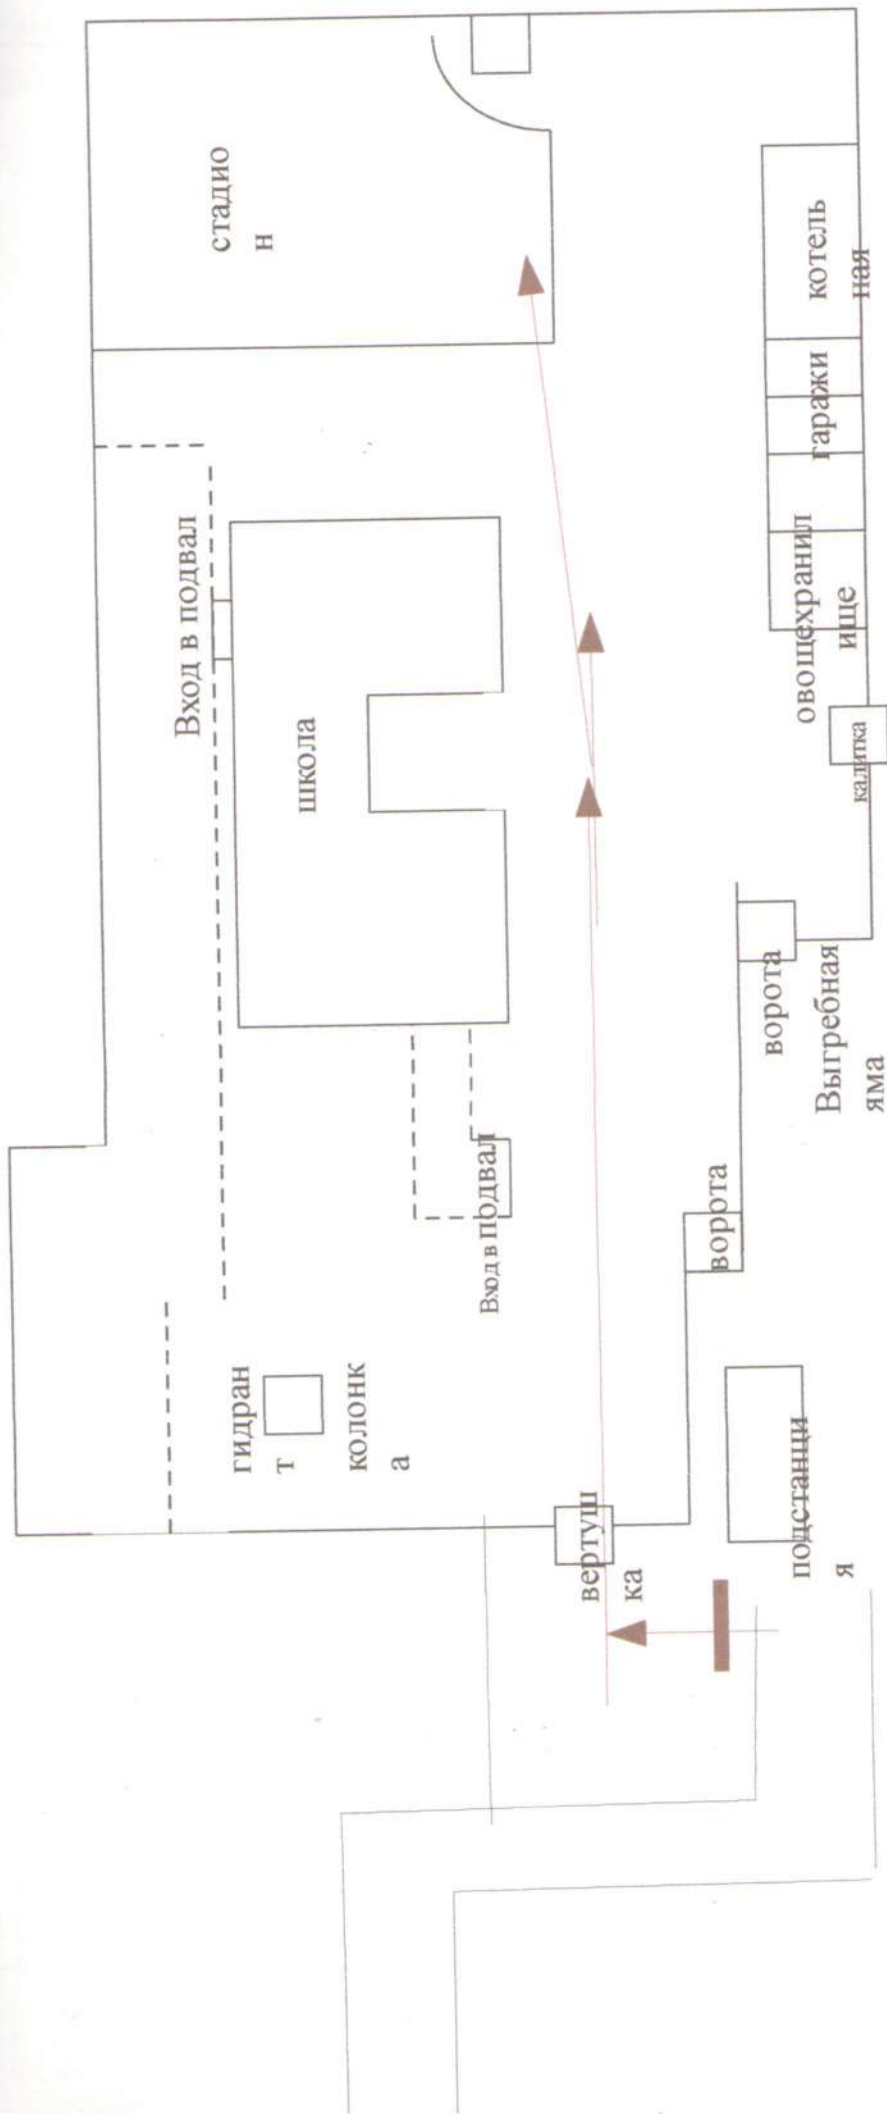 стадио
н
Вход в подвал
школа
котель
ная
гаражи
овощехранил
ище
калитка
ворота
Выгребная
яма
ворота
Вход в подвал
гидран
т
колонк
а
вертуш
ка
подстанци
я